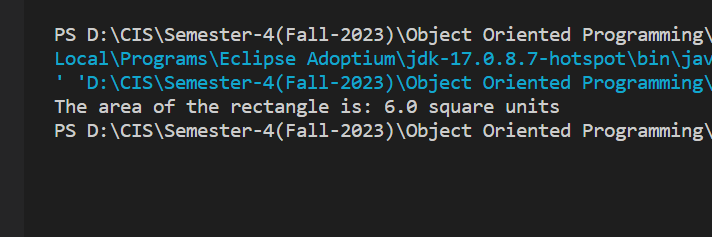 PS D:\CIS\Semester-4(Fall-2023)\Object Oriented Programming\
Local\Programs\Eclipse Adoptium\jdk-17.0.8.7-hotspot\bin\jav
' 'D:\CIS\Semester-4(Fall-2023)\Object Oriented Programming\
The area of the rectangle is: 6.0 square units
PS D:\CIS\Semester-4(Fall-2023)\Object Oriented Programming\